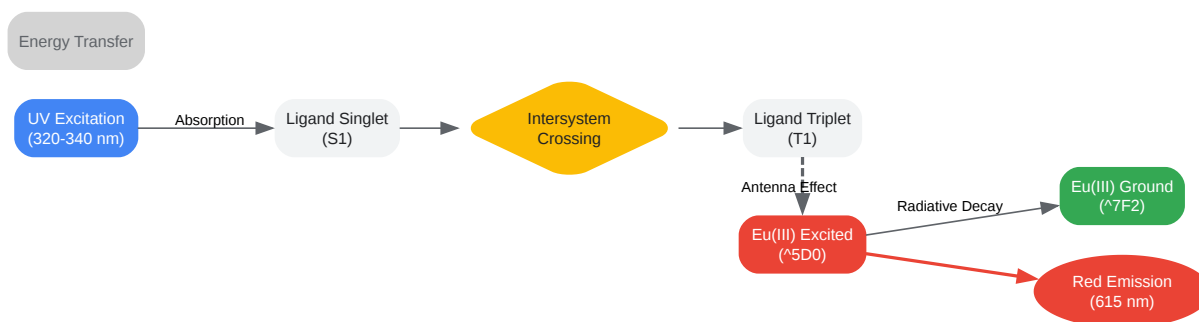 Energy Transfer
UV Excitation
(320-340 nm)
Absorption
Ligand Singlet
(S1)
Intersystem
Crossing
Ligand Triplet
(T1)
Antenna Effect
Eu(III) Excited
(^5D0)
Radiative Decay
Eu(III) Ground
(^7F2)
Red Emission
(615 nm)